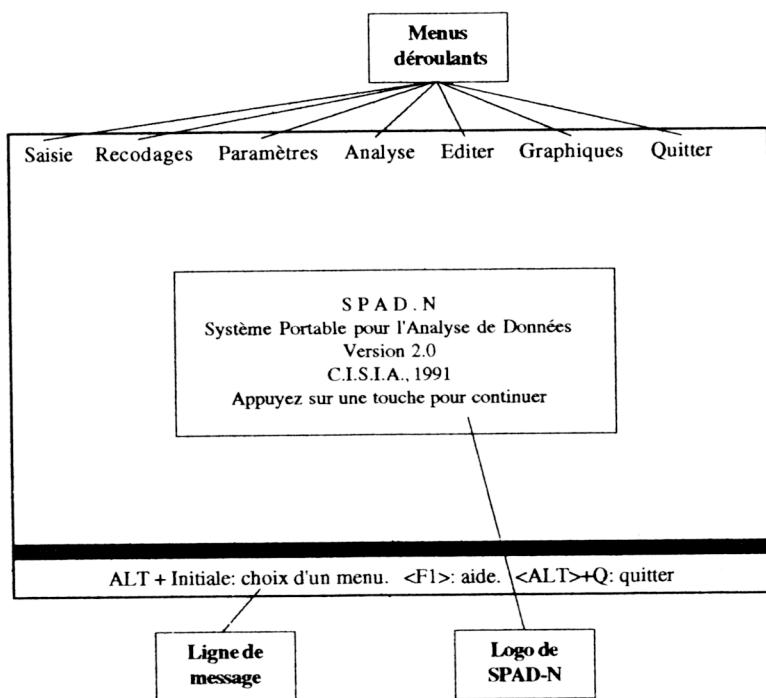 Menus
déroulants
Saisie Recodages Paramètres Analyse Editer Graphiques Quitter
S P A D . N
Système Portable pour l'Analyse de Données
Version 2.0
C.I.S.I.A., 1991
Appuyez sur une touche pour continuer
ALT + Initiale: choix d'un menu. <F1>: aide. <ALT>+Q: quitter
Ligne de
message
Logo de
SPAD-N